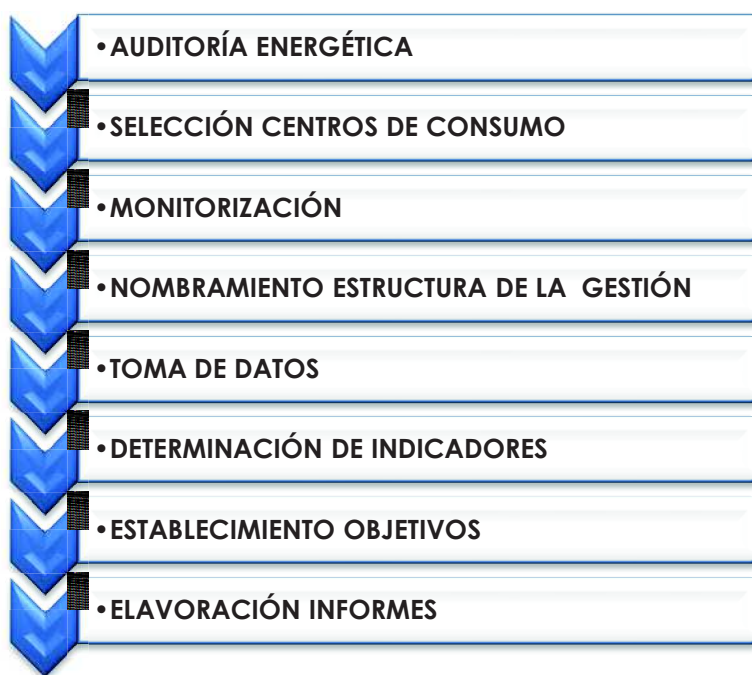 •AUDITORÍA ENERGÉTICA
•SELECCIÓN CENTROS DE CONSUMO
•MONITORIZACIÓN
•NOMBRAMIENTO ESTRUCTURA DE LA GESTIÓN
•TOMA DE DATOS
•DETERMINACIÓN DE INDICADORES
•ESTABLECIMIENTO OBJETIVOS
•ELAVORACIÓN INFORMES